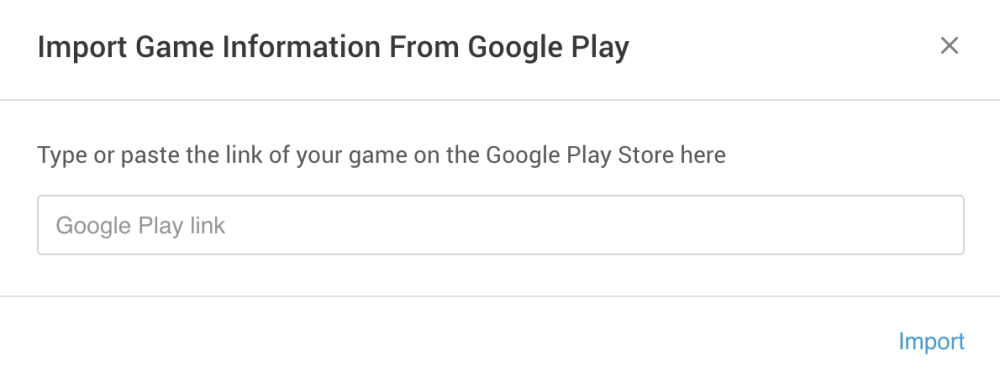 Import Game Information From Google Play
Type or paste the link of your game on the Google Play Store here
Google Play link
Import